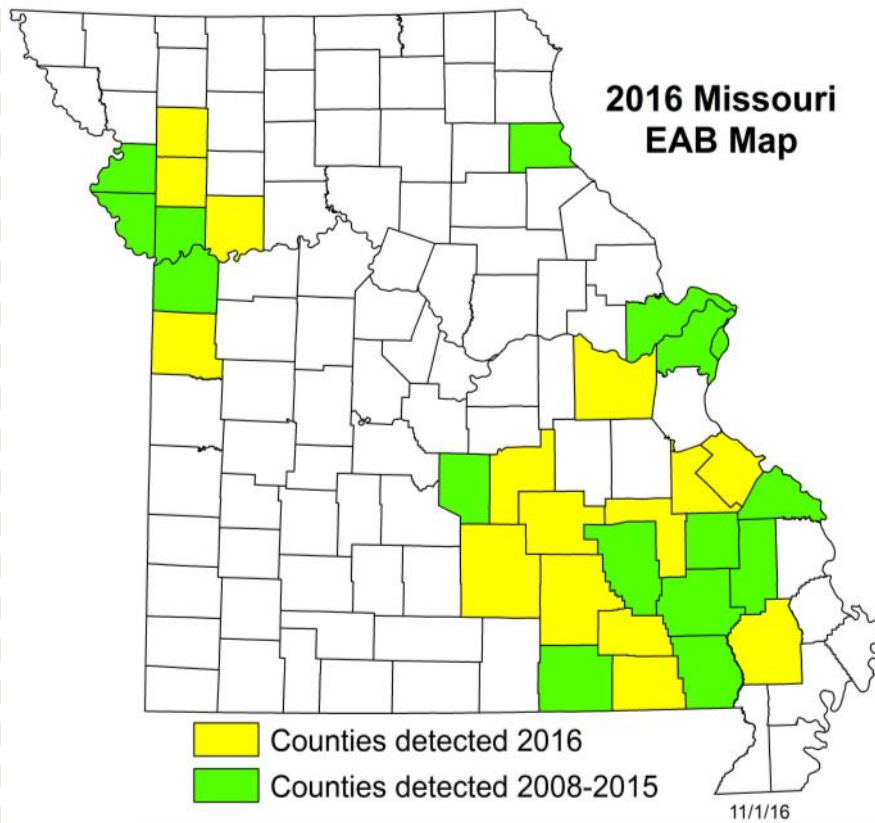 2016 Missouri
EAB Map
Counties detected 2016
Counties detected 2008-2015
11/1/16